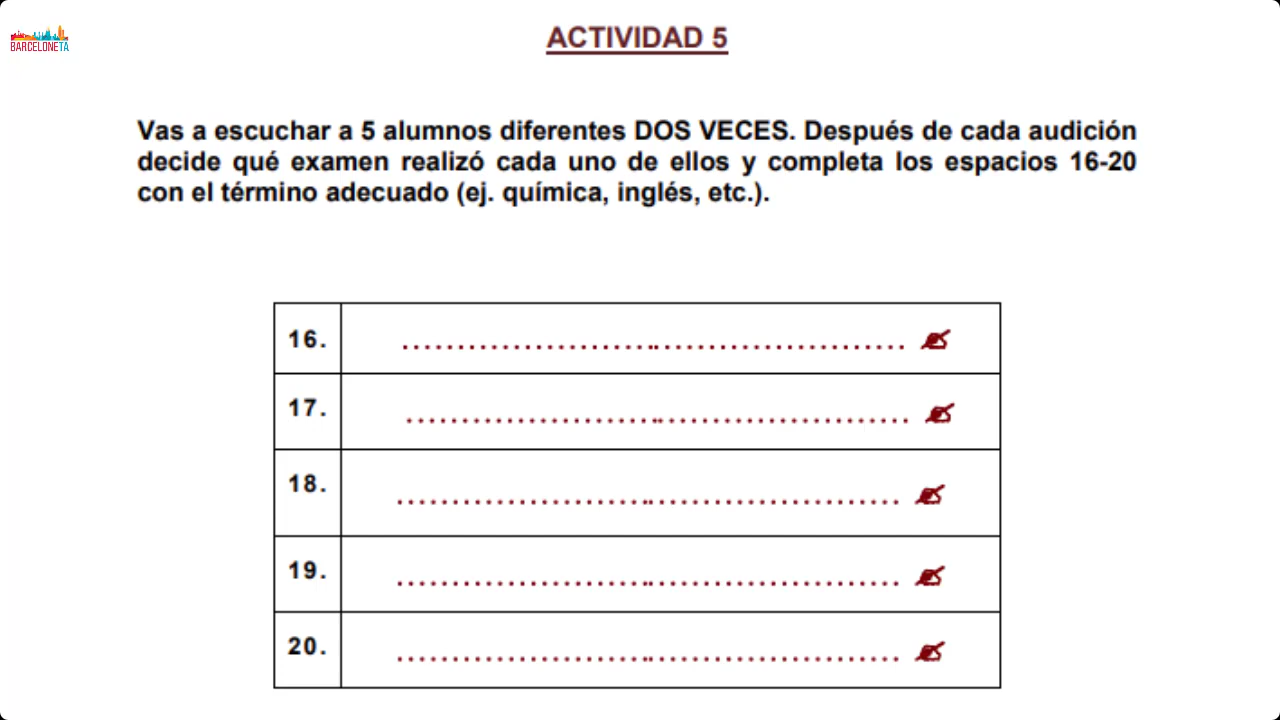 BARCELONETA
ACTIVIDAD 5
Vas a escuchar a 5 alumnos diferentes DOS VECES. Después de cada audición
decide qué examen realizó cada uno de ellos y completa los espacios 16-20
con el término adecuado (ej. química, inglés, etc.).
16. ..............................................
17. ..............................................
18. ..............................................
19. ..............................................
20. ..............................................